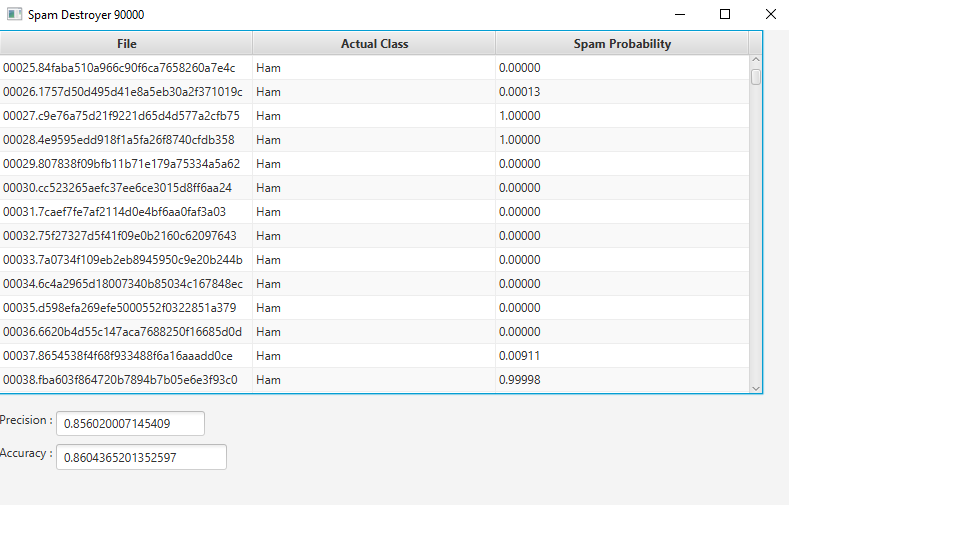 Spam Destroyer 90000
File Actual Class Spam Probability
00025.84faba510a966c90f6ca7658260a7e4c Ham 0.00000
00026.1757d50d495d41e8a5eb30a2f371019c Ham 0.00013
00027.c9e76a75d21f9221d65d4d577a2cfb75 Ham 1.00000
00028.4e9595edd918f1a5fa26f8740cfdb358 Ham 1.00000
00029.807838f09bfb11b71e179a75334a5a62 Ham 0.00000
00030.cc523265aefc37ee6ce3015d8ff6aa24 Ham 0.00000
00031.7caef7fe7af2114d0e4bf6aa0faf3a03 Ham 0.00000
00032.75f27327d5f41f09e0b2160c62097643 Ham 0.00000
00033.7a0734f109eb2eb8945950c9e20b244b Ham 0.00000
00034.6c4a2965d18007340b85034c167848ec Ham 0.00000
00035.d598efa269efe5000552f0322851a379 Ham 0.00000
00036.6620b4d55c147aca7688250f16685d0d Ham 0.00000
00037.8654538f4f68f933488f6a16aaadd0ce Ham 0.00911
00038.fba603f864720b7894b7b05e6e3f93c0 Ham 0.99998
Precision : 0.856020007145409
Accuracy : 0.8604365201352597